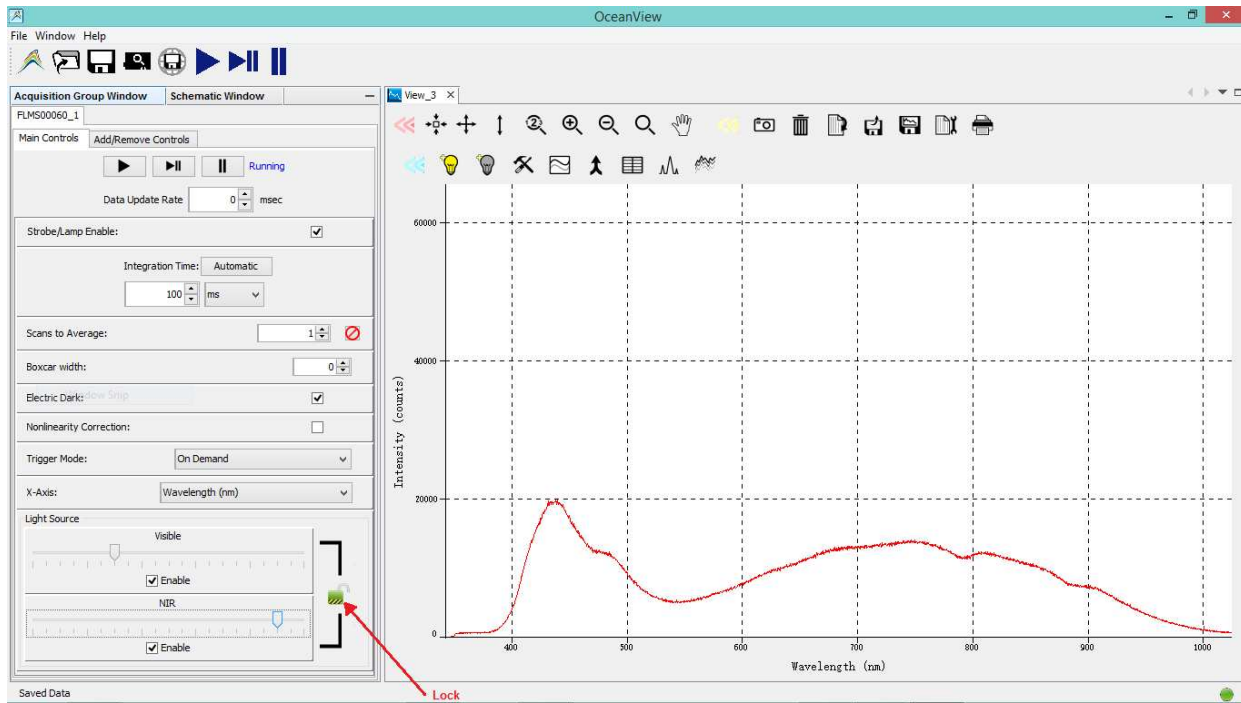 OceanView
File Window Help
Acquisition Group Window Schematic Window
View_3
FLMS00060_1
Main Controls Add/Remove Controls
Running
Data Update Rate 0 msec
Strobe/Lamp Enable:
Integration Time: Automatic
100 ms
Scans to Average: 1
Boxcar width: 0
Electric Dark:
Nonlinearity Correction:
Trigger Mode: On Demand
X-Axis: Wavelength (nm)
Light Source
Visible
Enable
NIR
Enable
Lock
Saved Data
2
60000
40000
20000
0
Intensity (counts)
400 500 600 700 800 900 1000
Wavelength (nm)